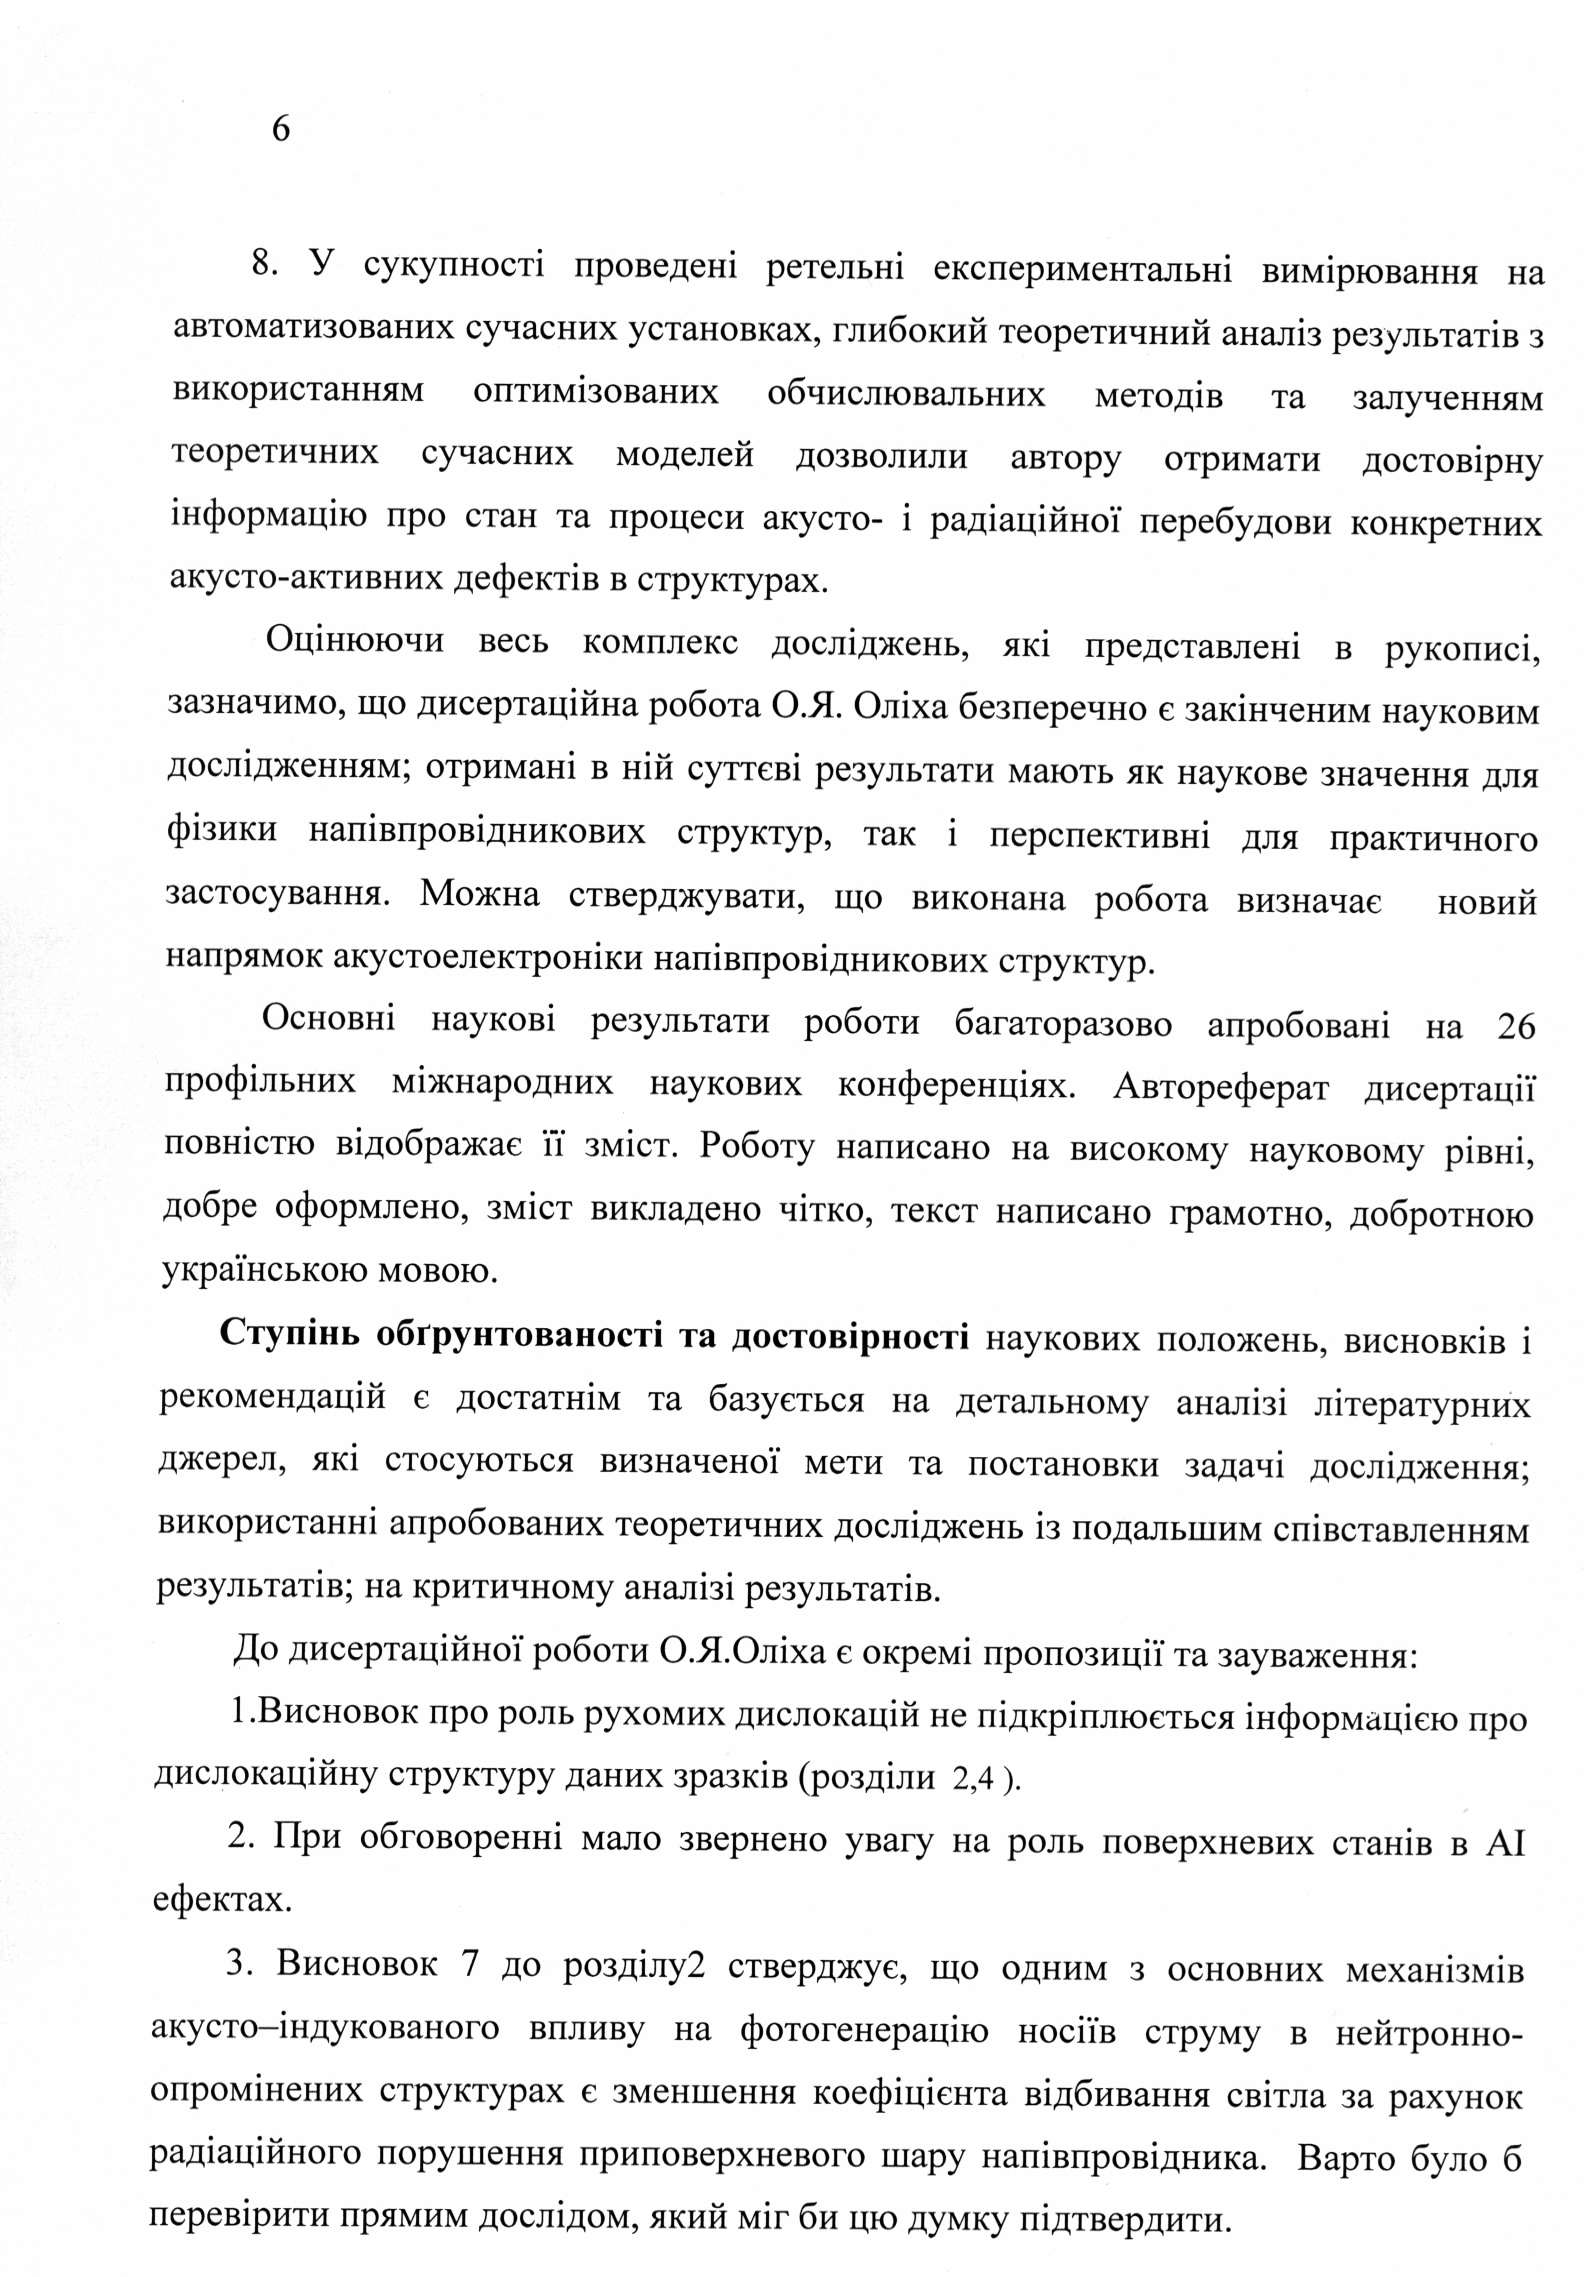 6
8. У сукупності проведені ретельні експериментальні вимірювання на
автоматизованих сучасних установках, глибокий теоретичний аналіз результатів з
використанням оптимізованих обчислювальних методів та залученням
теоретичних сучасних моделей дозволили автору отримати достовірну
інформацію про стан та процеси акусто- і радіаційної перебудови конкретних
акусто-активних дефектів в структурах.
Оцінюючи весь комплекс досліджень, які представлені в рукописі,
зазначимо, що дисертаційна робота О.Я. Оліха безперечно є закінченим науковим
дослідженням; отримані в ній суттєві результати мають як наукове значення для
фізики напівпровідникових структур, так і перспективні для практичного
застосування. Можна стверджувати, що виконана робота визначає новий
напрямок акустоелектроніки напівпровідникових структур.
Основні наукові результати роботи багаторазово апробовані на 26
профільних міжнародних наукових конференціях. Автореферат дисертації
повністю відображає її зміст. Роботу написано на високому науковому рівні,
добре оформлено, зміст викладено чітко, текст написано грамотно, добротною
українською мовою.
Ступінь обґрунтованості та достовірності наукових положень, висновків і
рекомендацій є достатнім та базується на детальному аналізі літературних
джерел, які стосуються визначеної мети та постановки задачі дослідження;
використанні апробованих теоретичних досліджень із подальшим співставленням
результатів; на критичному аналізі результатів.
До дисертаційної роботи О.Я.Оліха є окремі пропозиції та зауваження:
1.Висновок про роль рухомих дислокацій не підкріплюється інформацією про
дислокаційну структуру даних зразків (розділи 2,4 ).
2. При обговоренні мало звернено увагу на роль поверхневих станів в АІ
ефектах.
3. Висновок 7 до розділу2 стверджує, що одним з основних механізмів
акусто–індукованого впливу на фотогенерацію носіїв струму в нейтронно-
опромінених структурах є зменшення коефіцієнта відбивання світла за рахунок
радіаційного порушення приповерхневого шару напівпровідника. Варто було б
перевірити прямим дослідом, який міг би цю думку підтвердити.